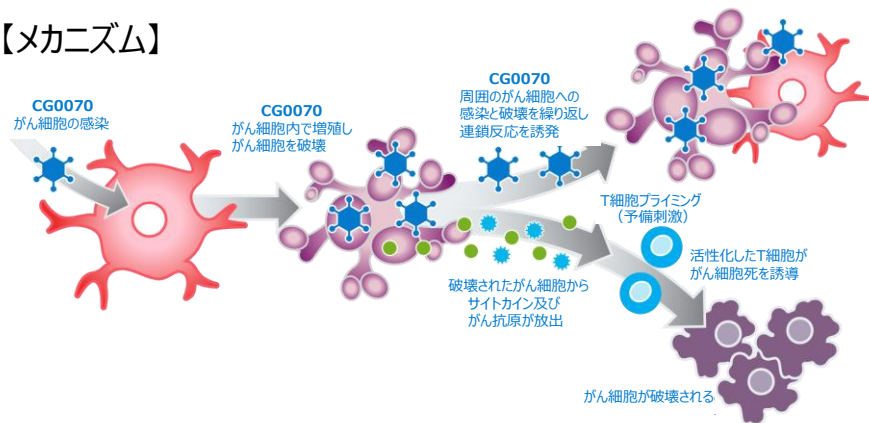 【メカニズム】
CG0070
がん細胞の感染
CG0070
がん細胞内で増殖し
がん細胞を破壊
CG0070
周囲のがん細胞への
感染と破壊を繰り返し
連鎖反応を誘発
T細胞プライミング
（予備刺激）
活性化したT細胞が
がん細胞死を誘導
破壊されたがん細胞から
サイトカイン及び
がん抗原が放出
がん細胞が破壊される